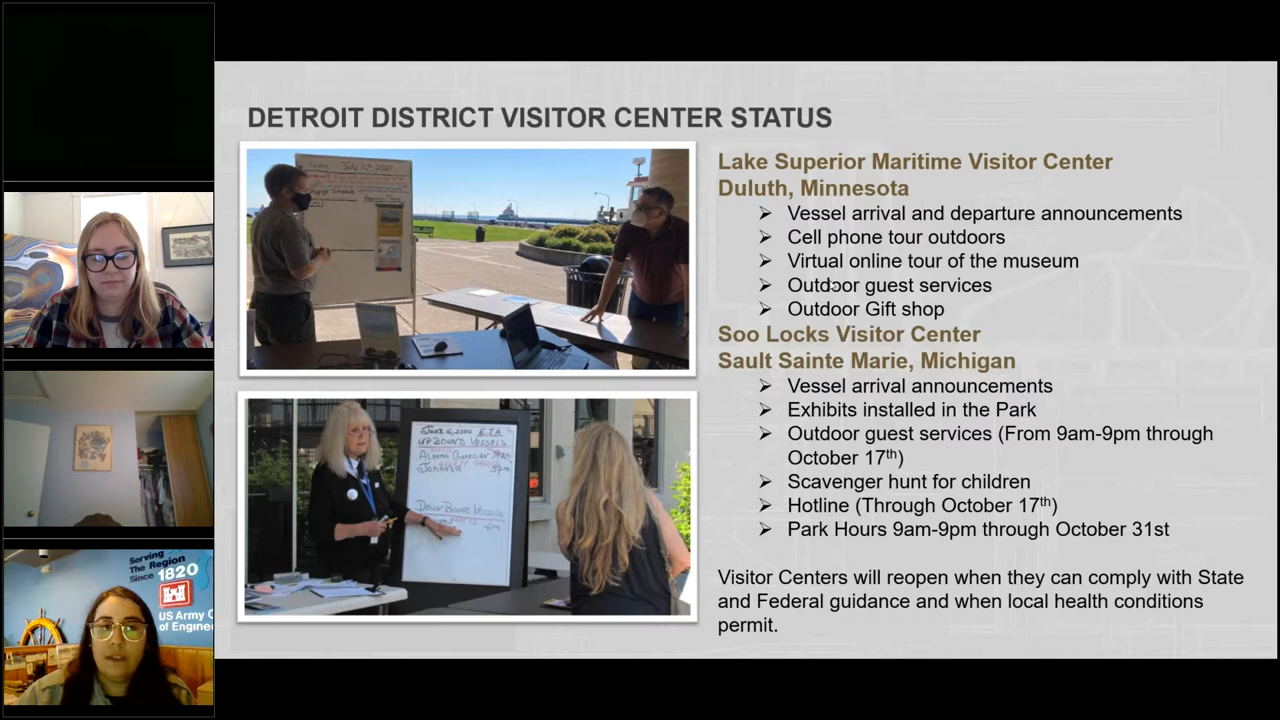 DETROIT DISTRICT VISITOR CENTER STATUS
Lake Superior Maritime Visitor Center
Duluth, Minnesota
Vessel arrival and departure announcements
Cell phone tour outdoors
Virtual online tour of the museum
Outdoor guest services
Outdoor Gift shop
Soo Locks Visitor Center
Sault Sainte Marie, Michigan
Vessel arrival announcements
Exhibits installed in the Park
Outdoor guest services (From 9am-9pm through
October 17th)
Scavenger hunt for children
Hotline (Through October 17th)
Park Hours 9am-9pm through October 31st
Visitor Centers will reopen when they can comply with State
and Federal guidance and when local health conditions
permit.
UPBOUND VESSELS
DOWNBOUND VESSELS
Serving
The Region
Since 1820
US Army C
of Enginee